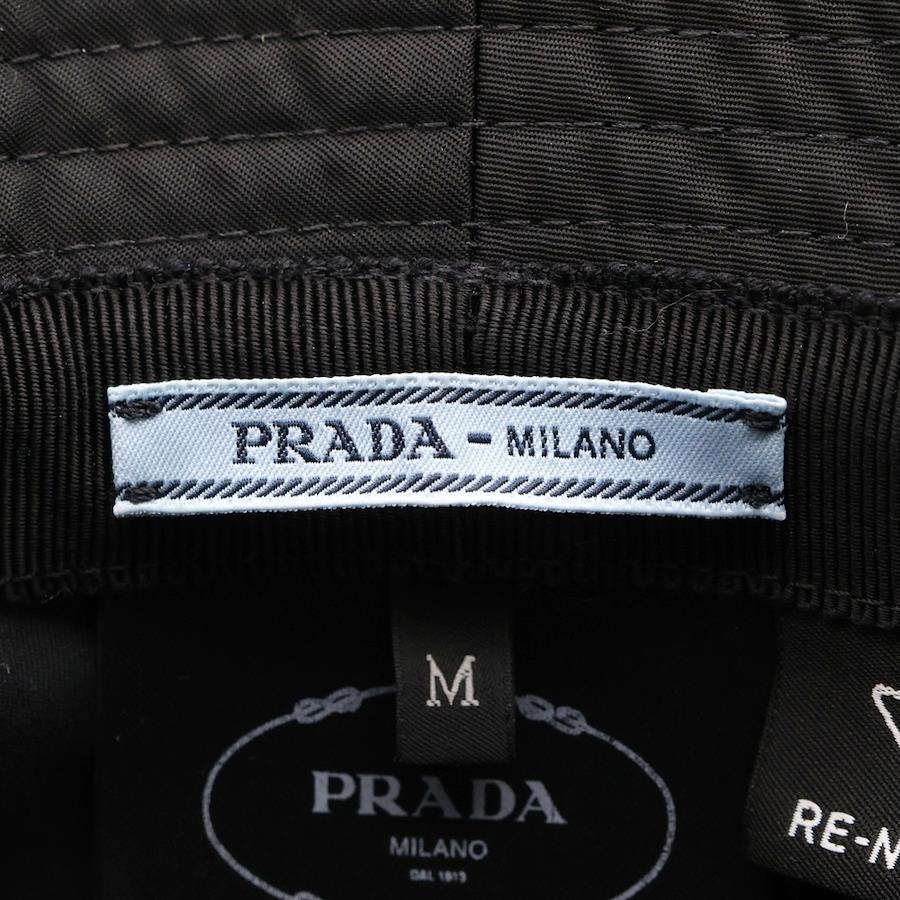 PRADA - MILANO
M
PRADA
MILANO
DAL 1913
RE-N